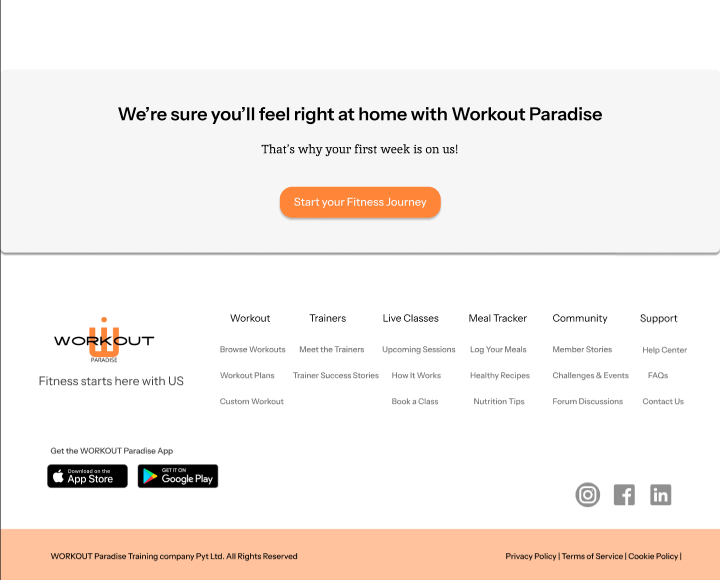 We're sure you'll feel right at home with Workout Paradise
That's why your first week is on us!
Start your Fitness Journey
WORKOUT
PARADISE
Fitness starts here with US
Workout
Browse Workouts
Workout Plans
Custom Workout
Trainers
Meet the Trainers
Trainer Success Stories
Live Classes
Upcoming Sessions
How It Works
Book a Class
Meal Tracker
Log Your Meals
Healthy Recipes
Nutrition Tips
Community
Member Stories
Challenges & Events
Forum Discussions
Support
Help Center
FAQs
Contact Us
Get the WORKOUT Paradise App
Download on the
App Store
GET IT ON
Google Play
WORKOUT Paradise Training company Pyt Ltd. All Rights Reserved
Privacy Policy | Terms of Service | Cookie Policy |